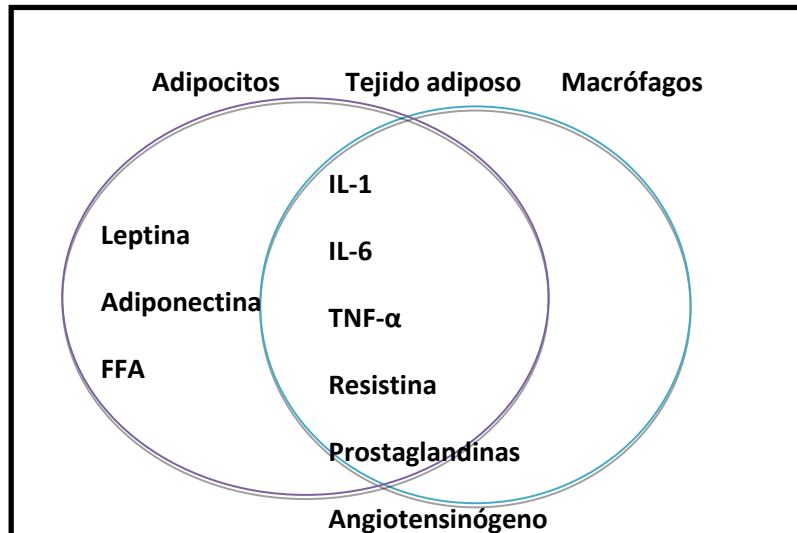 Adipocitos Tejido adiposo Macrófagos
IL-1
Leptina
IL-6
Adiponectina
TNF-α
FFA
Resistina
Prostaglandinas
Angiotensinógeno